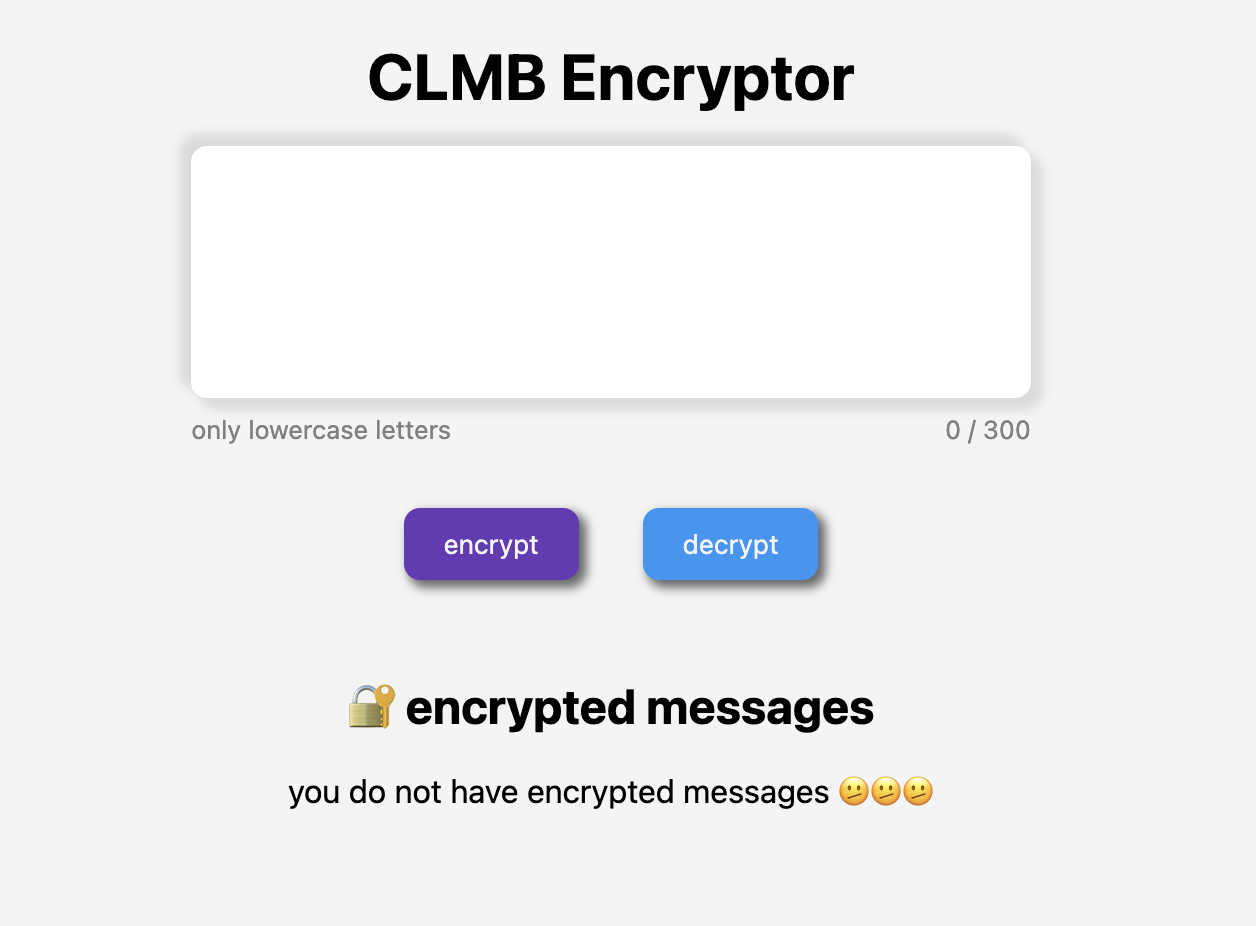 CLMB Encryptor
only lowercase letters
0 / 300
encrypt
decrypt
🔐 encrypted messages
you do not have encrypted messages 🫤🫤🫤